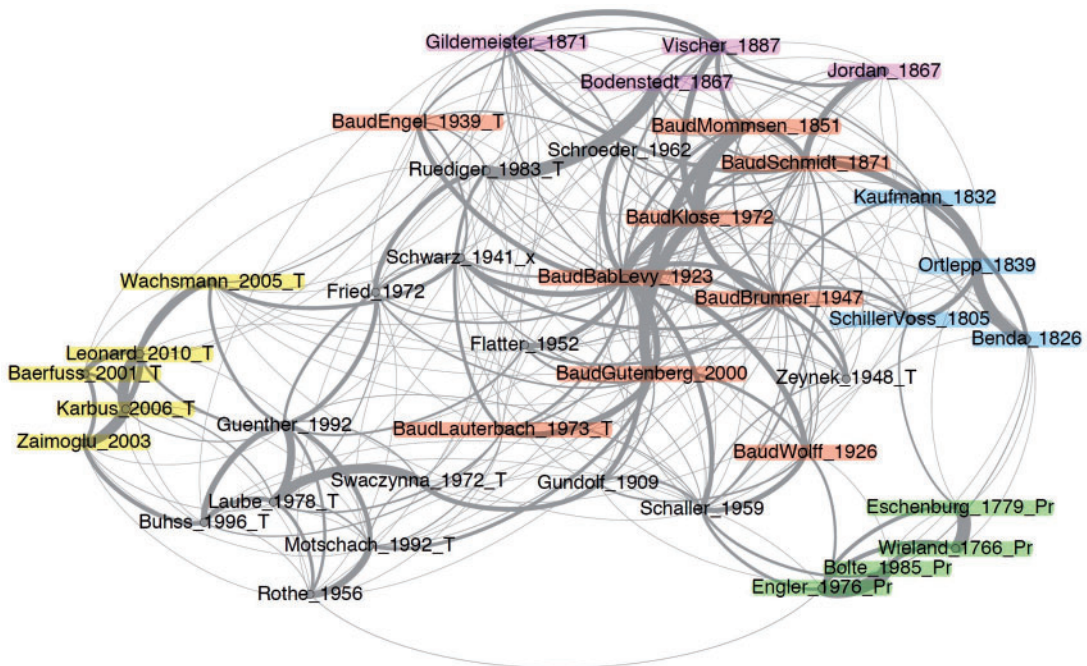 Gildemeister_1871
Vischer_1887
Jordan_1867
Bodenstedt_1867
BaudEngel_1939_T
BaudMommsen_1851
Schroeder_1962
BaudSchmidt_1871
Ruediger_1983_T
Kaufmann_1832
BaudKlose_1972
Schwarz_1941_x
Ortlepp_1839
Wachsmann_2005_T
BaudBabLevy_1923
Fried_1972
BaudBrunner_1947
SchillerVoss_1805
Benda_1826
Flatter_1952
Leonard_2010_T
Baerfuss_2001_T
BaudGutenberg_2000
Zeynek_1948_T
Karbus_2006_T
Guenther_1992
BaudLauterbach_1973_T
Zaimoglu_2003
BaudWolff_1926
Swaczynna_1972_T
Gundolf_1909
Laube_1978_T
Schaller_1959
Eschenburg_1779_Pr
Buhss_1996_T
Motschach_1992_T
Wieland_1766_Pr
Bolte_1985_Pr
Engler_1976_Pr
Rothe_1956